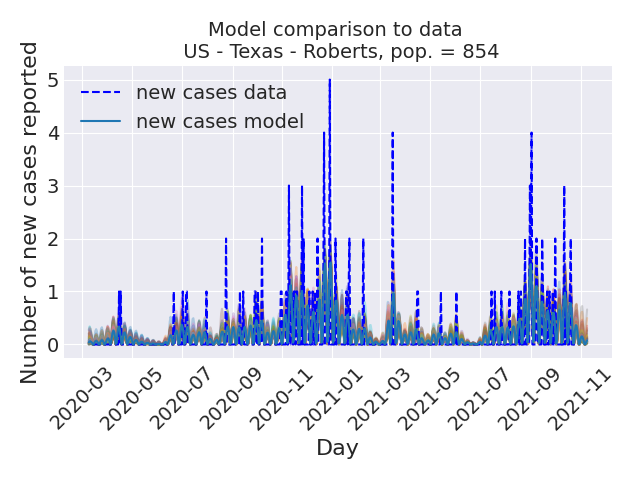 Model comparison to data
US - Texas - Roberts, pop. = 854
Number of new cases reported
5
4
3
2
1
0
new cases data
new cases model
2020-03
2020-05
2020-07
2020-09
2020-11
2021-01
2021-03
2021-05
2021-07
2021-09
2021-11
Day